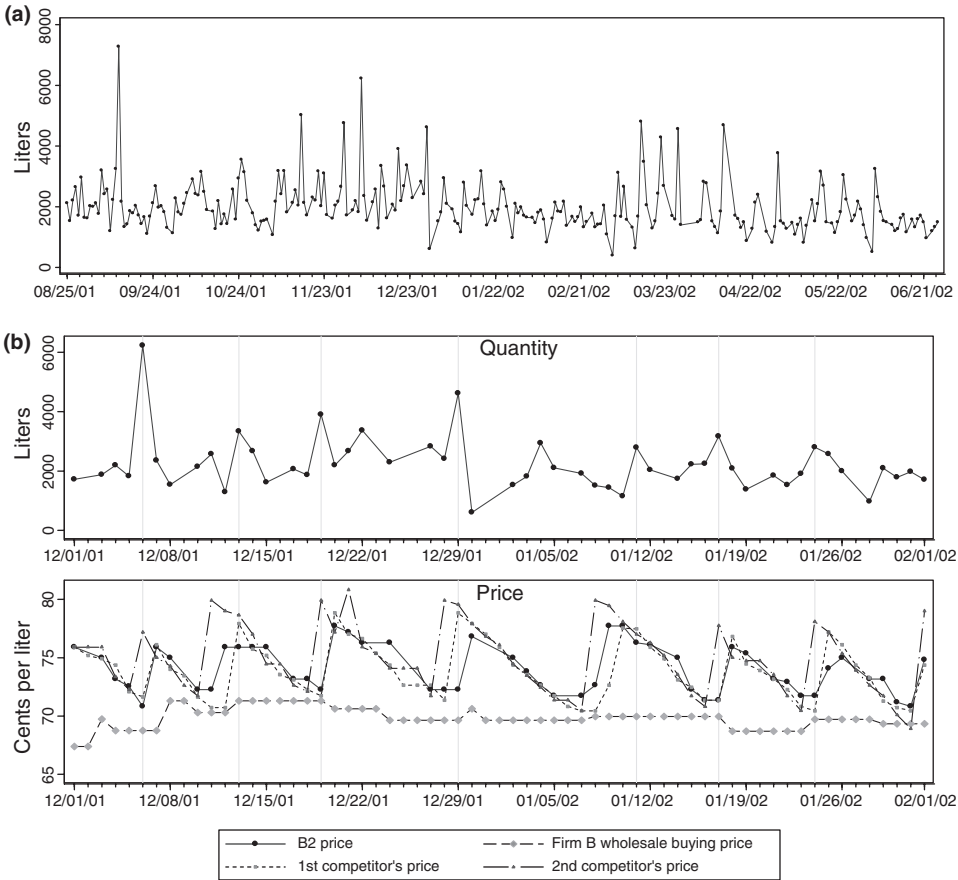 (a)
8000
6000
4000
2000
0
Liters
08/25/01 09/24/01 10/24/01 11/23/01 12/23/01 01/22/02 02/21/02 03/23/02 04/22/02 05/22/02 06/21/02
(b)
Quantity
6000
4000
2000
0
Liters
12/01/01 12/08/01 12/15/01 12/22/01 12/29/01 01/05/02 01/12/02 01/19/02 01/26/02 02/01/02
Price
80
75
70
65
Cents per liter
12/01/01 12/08/01 12/15/01 12/22/01 12/29/01 01/05/02 01/12/02 01/19/02 01/26/02 02/01/02
B2 price
Firm B wholesale buying price
1st competitor's price
2nd competitor's price